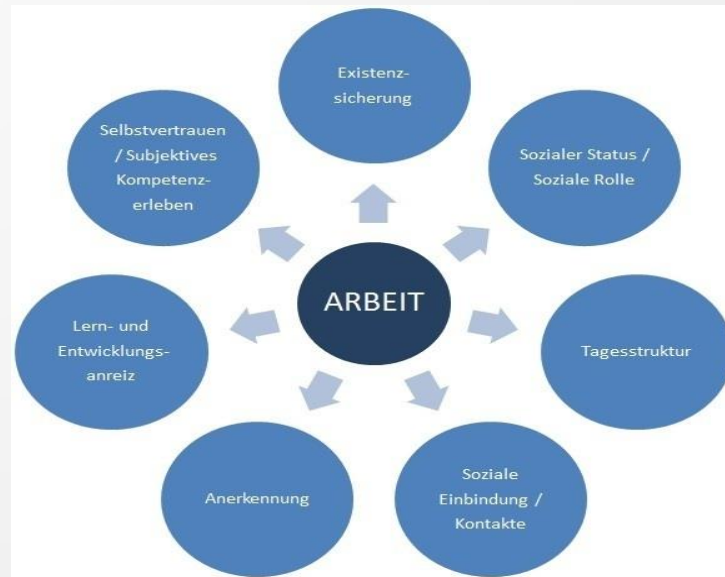 Existenz-
sicherung
Selbstvertrauen
/ Subjektives
Kompetenz-
erleben
Sozialer Status /
Soziale Rolle
ARBEIT
Lern- und
Entwicklungs-
anreiz
Tagesstruktur
Anerkennung
Soziale
Einbindung /
Kontakte